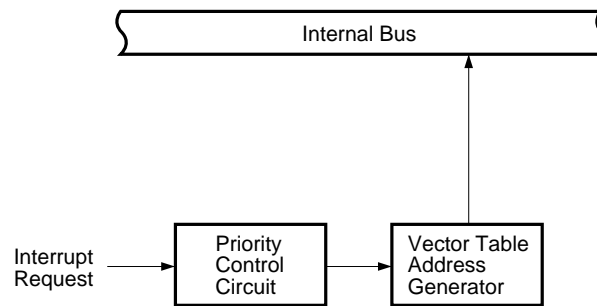 Internal Bus
Interrupt
Request
Priority
Control
Circuit
Vector Table
Address
Generator